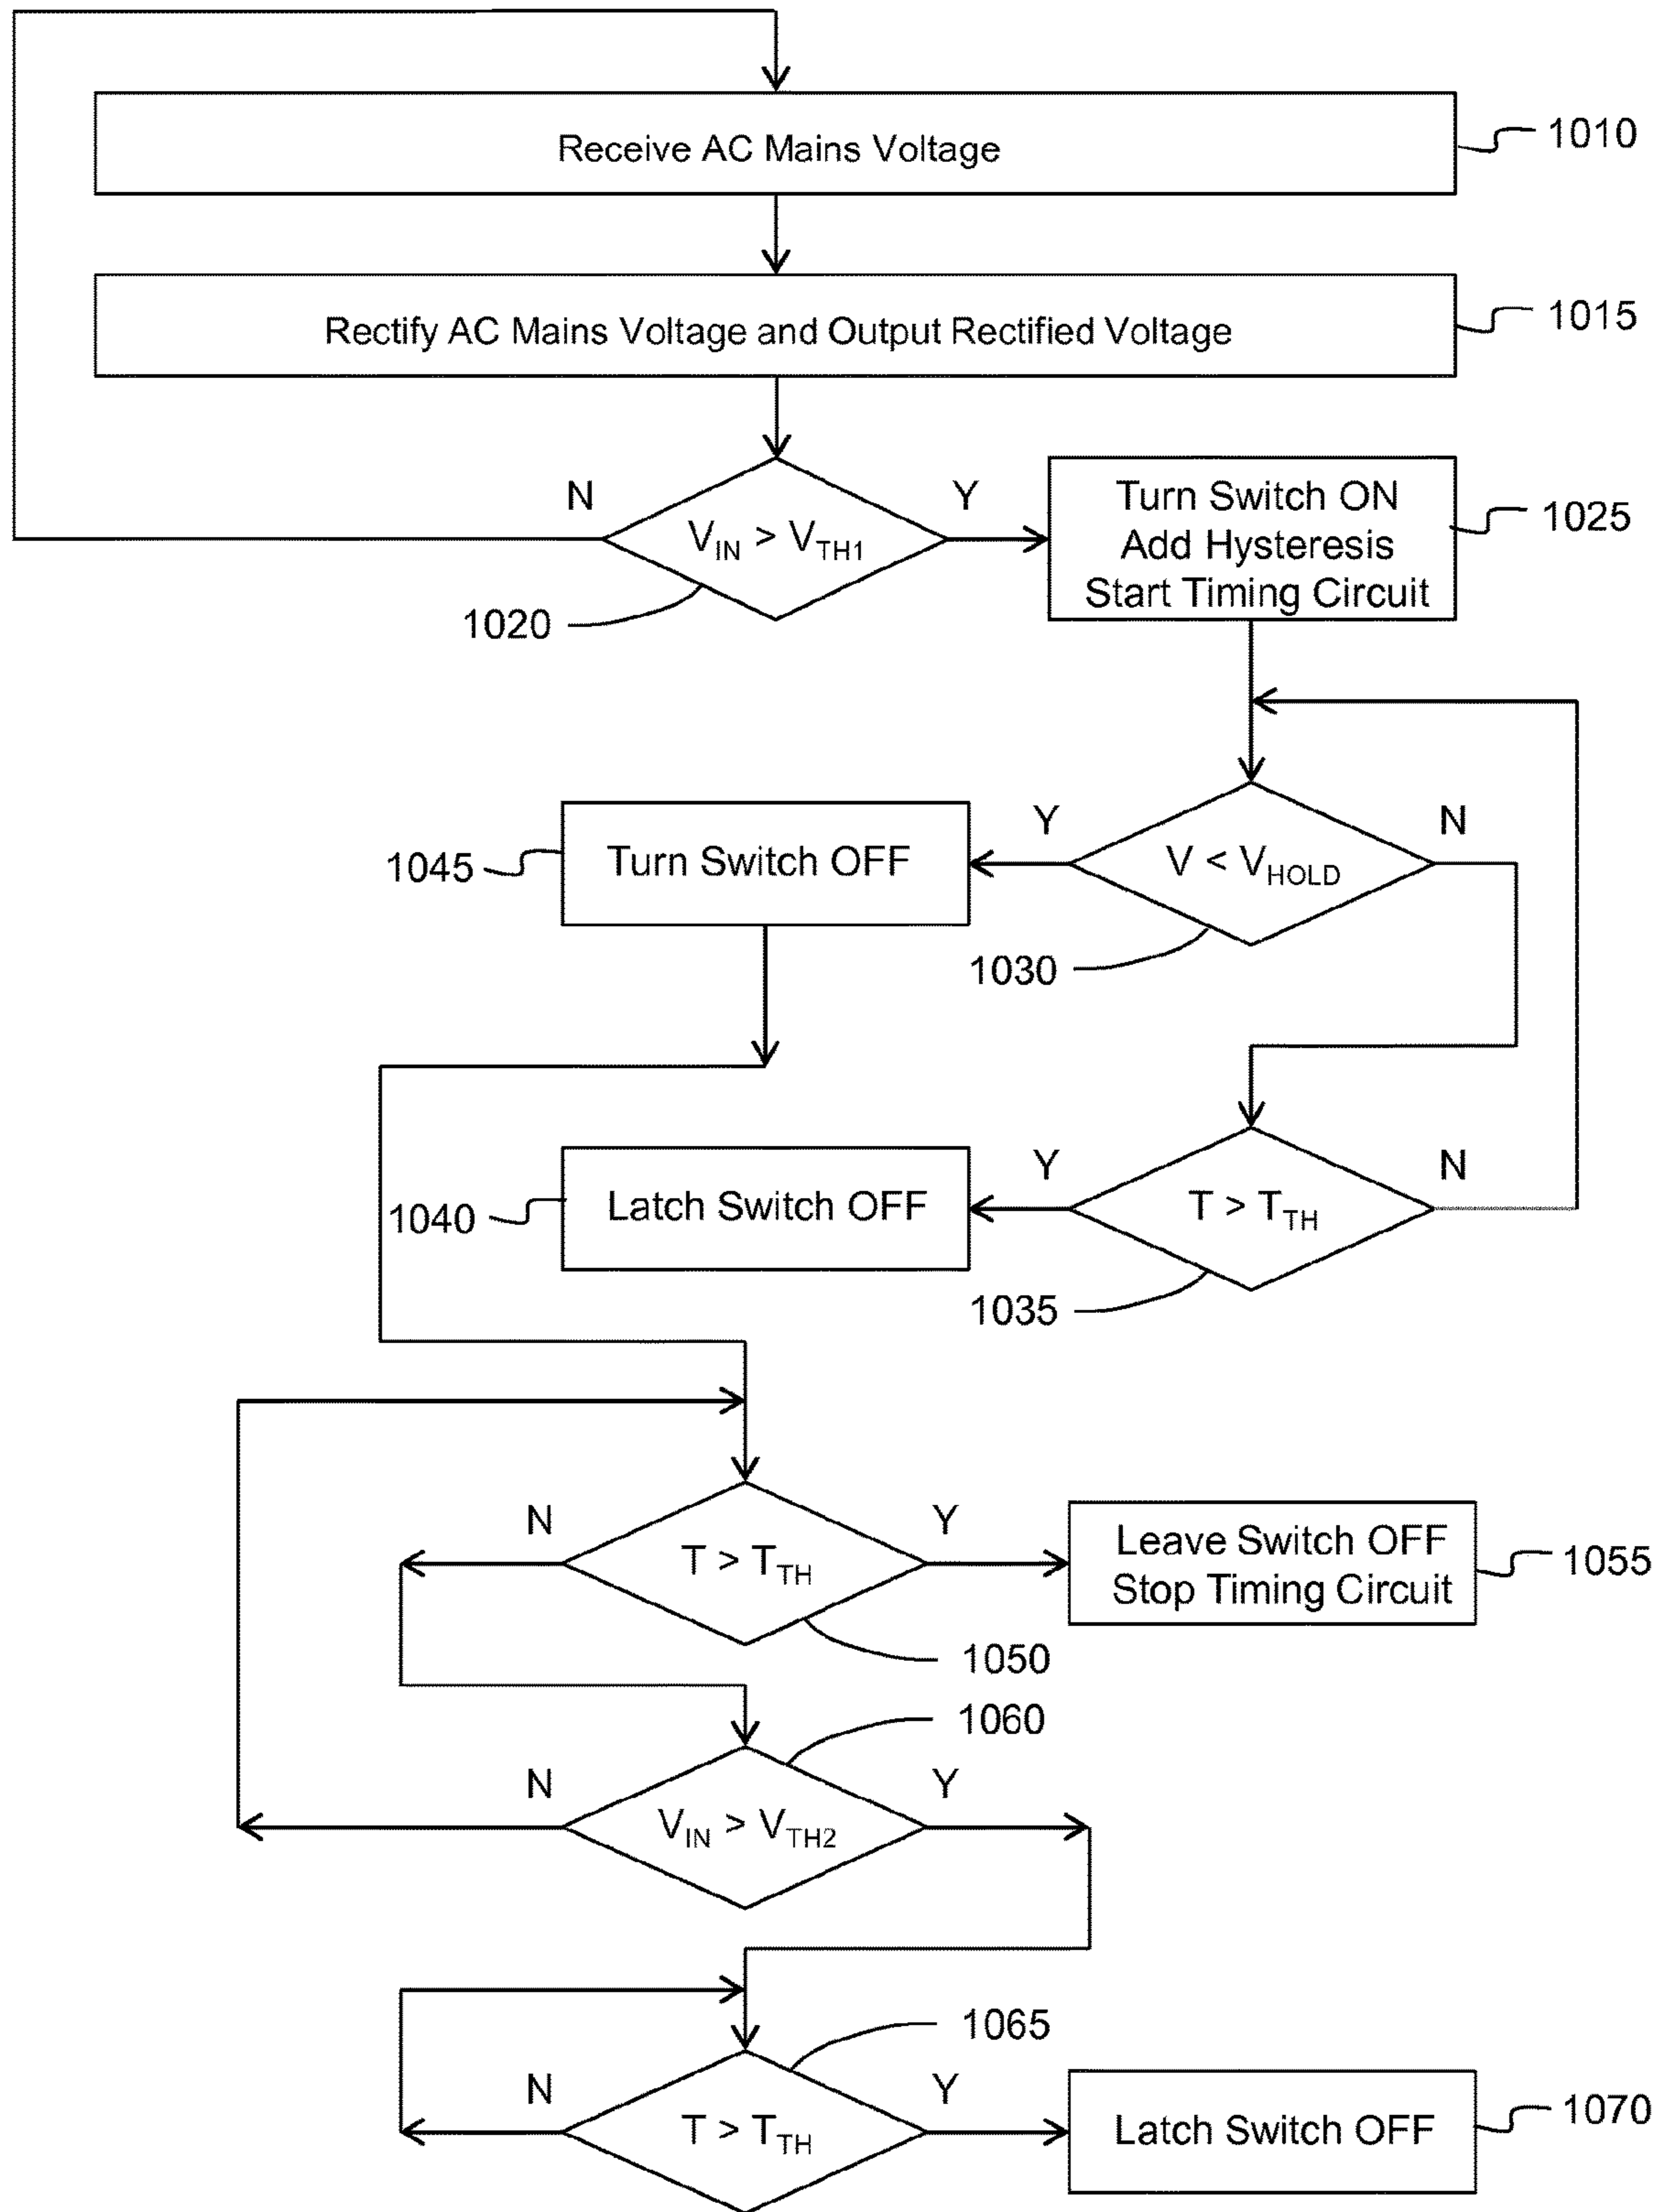 Receive AC Mains Voltage
1010
Rectify AC Mains Voltage and Output Rectified Voltage
1015
N
V_IN > V_TH1
Y
1020
Turn Switch ON
Add Hysteresis
Start Timing Circuit
1025
Y
V < V_HOLD
N
1030
Turn Switch OFF
1045
Y
T > T_TH
N
1035
Latch Switch OFF
1040
N
T > T_TH
Y
1050
Leave Switch OFF
Stop Timing Circuit
1055
1060
N
V_IN > V_TH2
Y
1065
N
T > T_TH
Y
Latch Switch OFF
1070